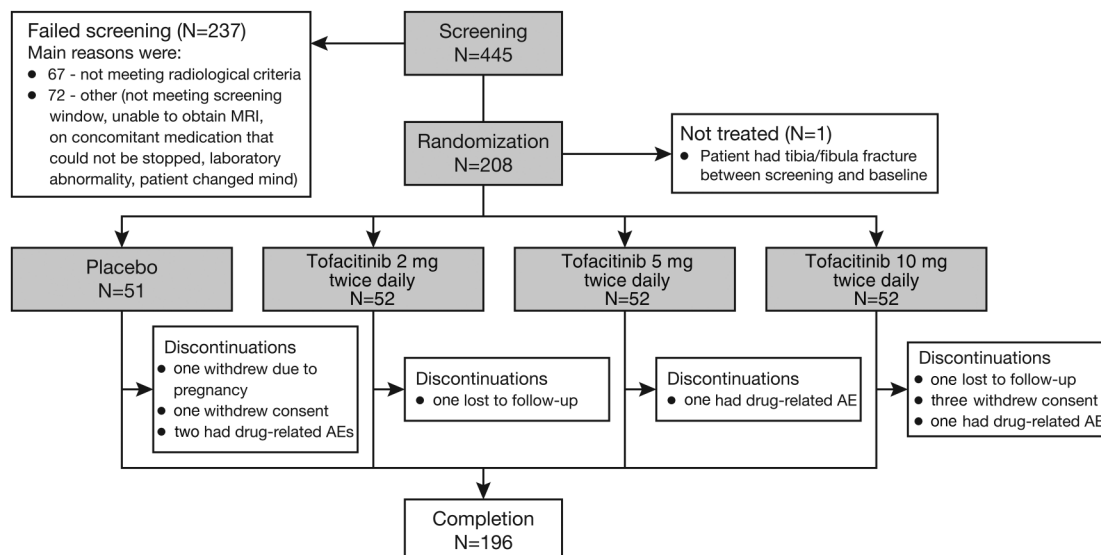 Failed screening (N=237)
Main reasons were:
● 67 - not meeting radiological criteria
● 72 - other (not meeting screening
window, unable to obtain MRI,
on concomitant medication that
could not be stopped, laboratory
abnormality, patient changed mind)
Screening
N=445
Randomization
N=208
Not treated (N=1)
● Patient had tibia/fibula fracture
between screening and baseline
Placebo
N=51
Tofacitinib 2 mg
twice daily
N=52
Tofacitinib 5 mg
twice daily
N=52
Tofacitinib 10 mg
twice daily
N=52
Discontinuations
● one withdrew due to
pregnancy
● one withdrew consent
● two had drug-related AEs
Discontinuations
● one lost to follow-up
Discontinuations
● one had drug-related AE
Discontinuations
● one lost to follow-up
● three withdrew consent
● one had drug-related AE
Completion
N=196